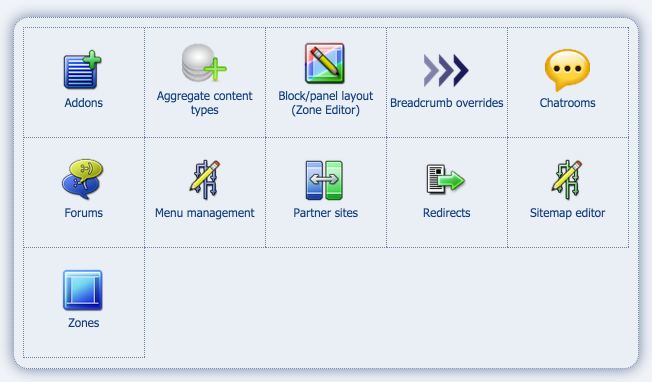 Addons
Aggregate content
types
Block/panel layout
(Zone Editor)
Breadcrumb overrides
Chatrooms
Forums
Menu management
Partner sites
Redirects
Sitemap editor
Zones